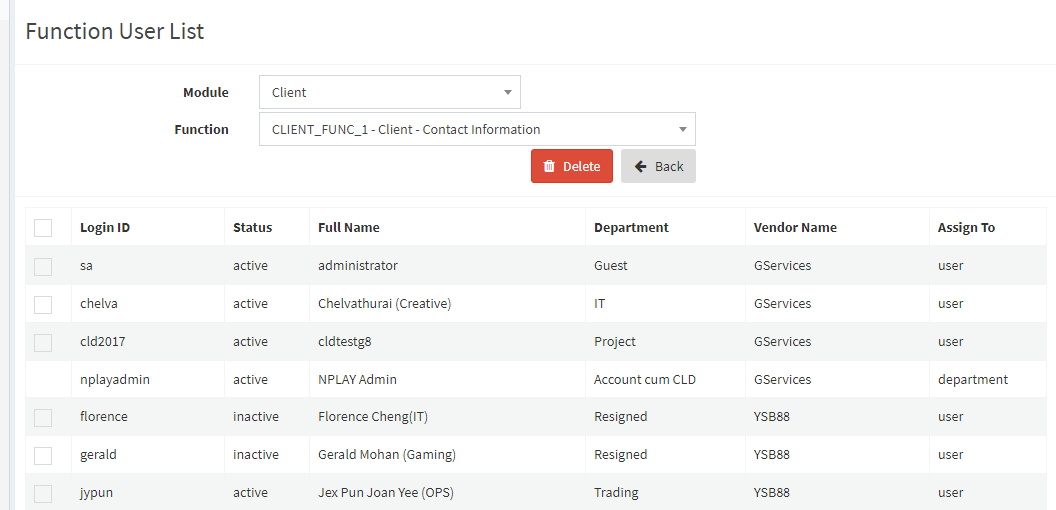 Function User List
Module Client
Function CLIENT_FUNC_1 - Client - Contact Information
Delete Back
Login ID Status Full Name Department Vendor Name Assign To
sa active administrator Guest GServices user
chelva active Chelvathurai (Creative) IT GServices user
cld2017 active cldtestg8 Project GServices user
nplayadmin active NPLAY Admin Account cum CLD GServices department
florence inactive Florence Cheng(IT) Resigned YSB88 user
gerald inactive Gerald Mohan (Gaming) Resigned YSB88 user
jypun active Jex Pun Joan Yee (OPS) Trading YSB88 user